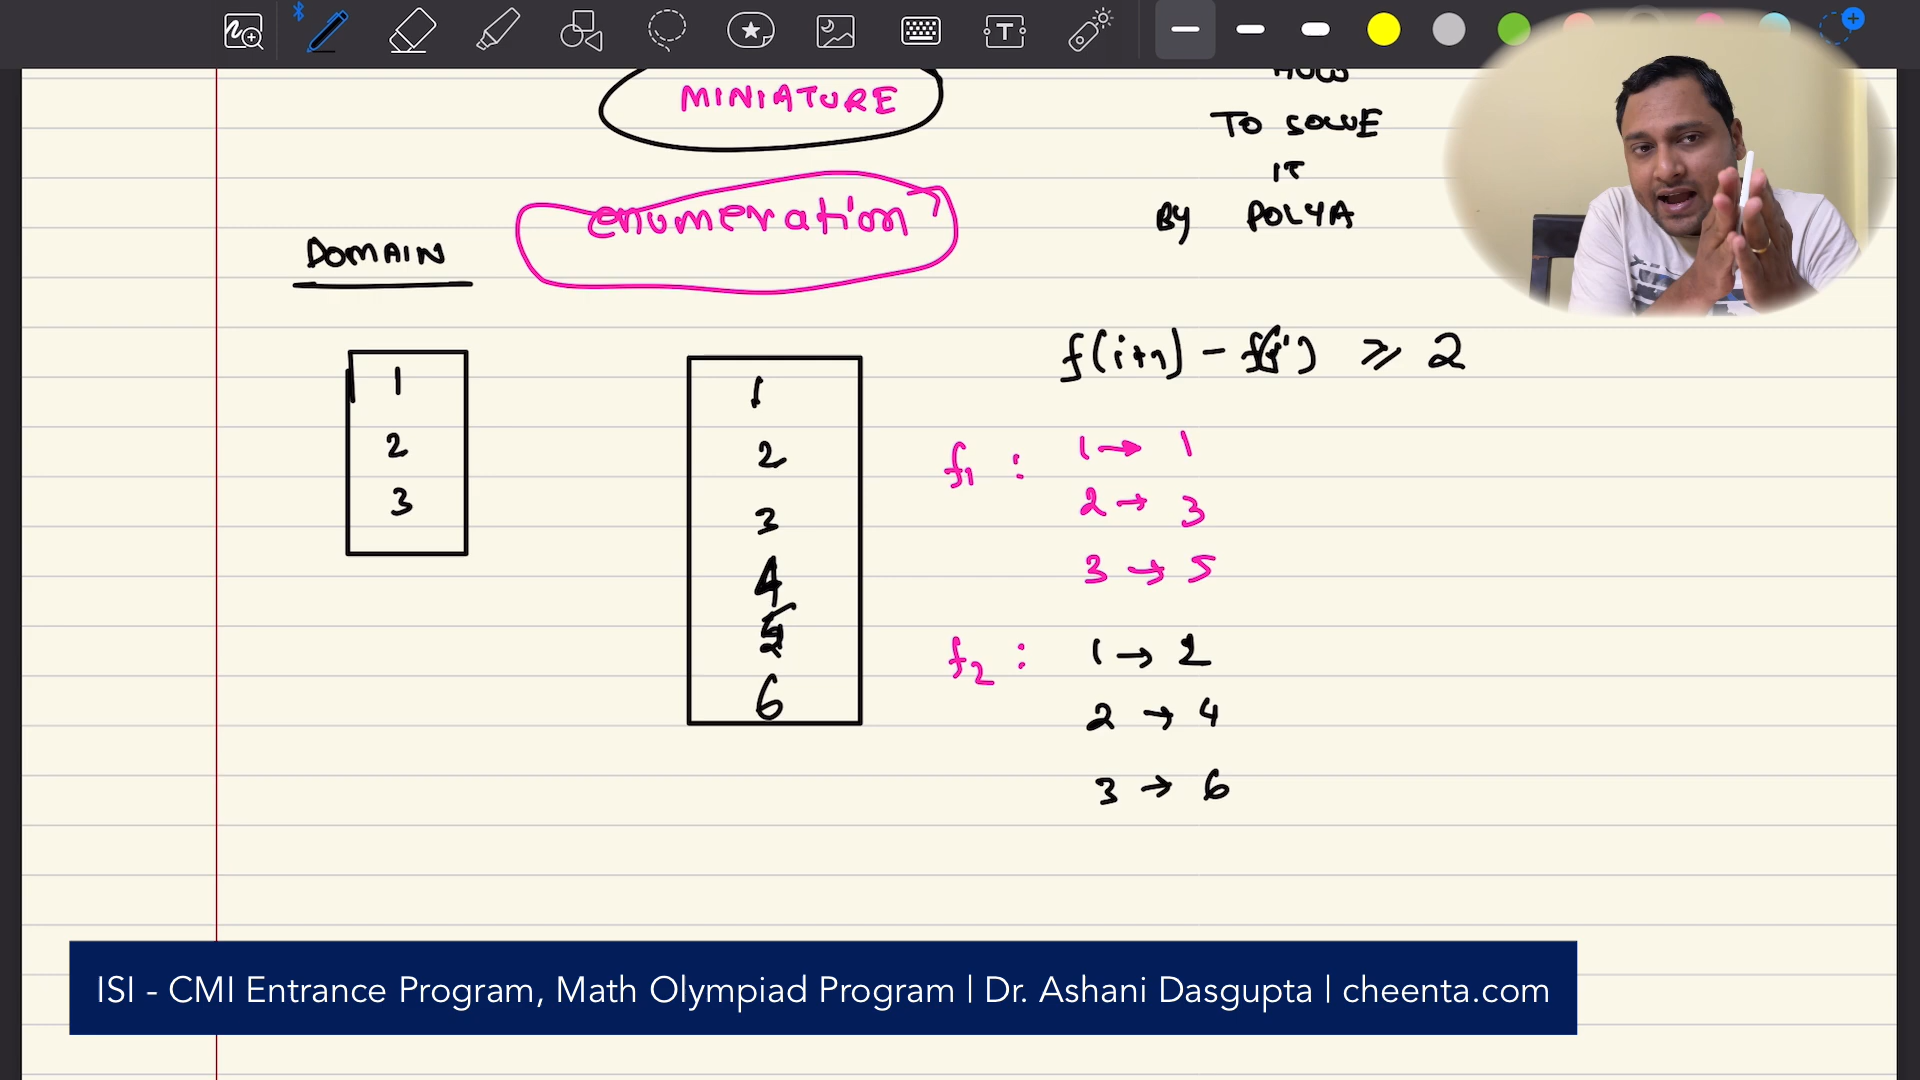 MINIATURE
TO SOLVE
IT
BY POLYA
enumeration
DOMAIN
1
2
3
1
2
3
4
5
6
f(i+1) - f(i) ≥ 2
f1 : 1 → 1
2 → 3
3 → 5
f2 : 1 → 2
2 → 4
3 → 6
ISI - CMI Entrance Program, Math Olympiad Program | Dr. Ashani Dasgupta | cheenta.com